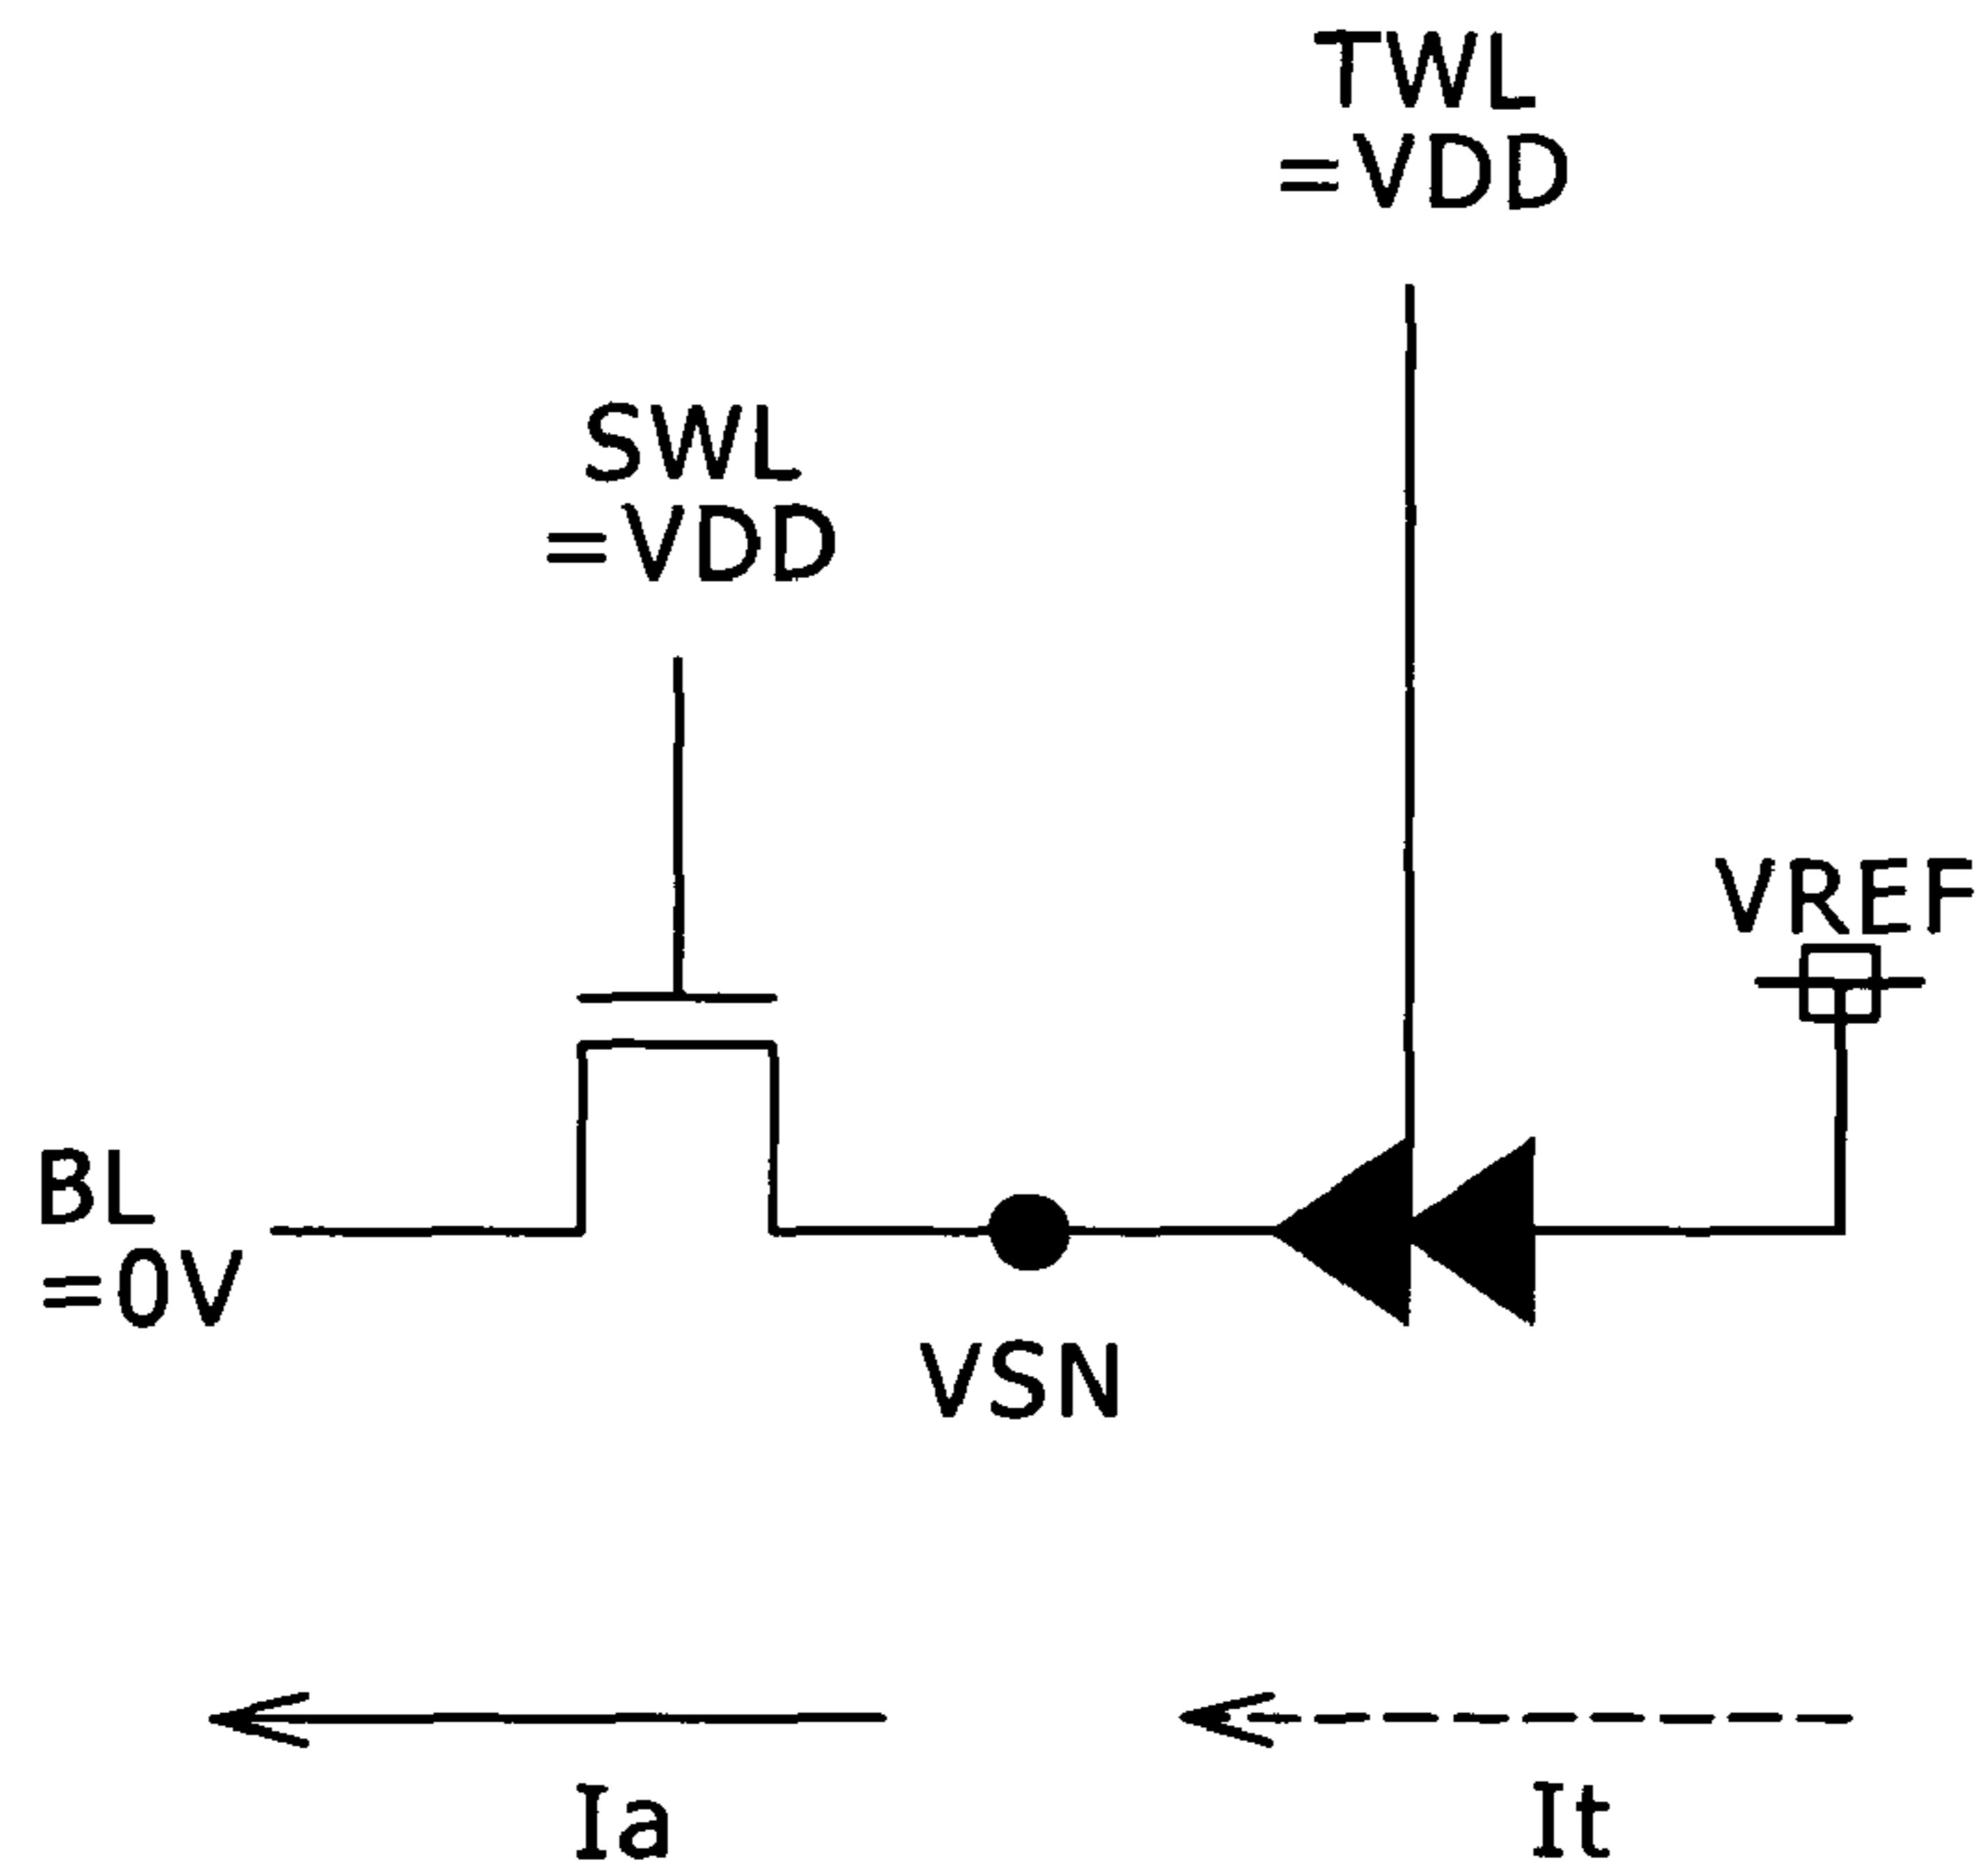 TWL
=VDD
SWL
=VDD
VREF
BL
=0V
VSN
Ia
It